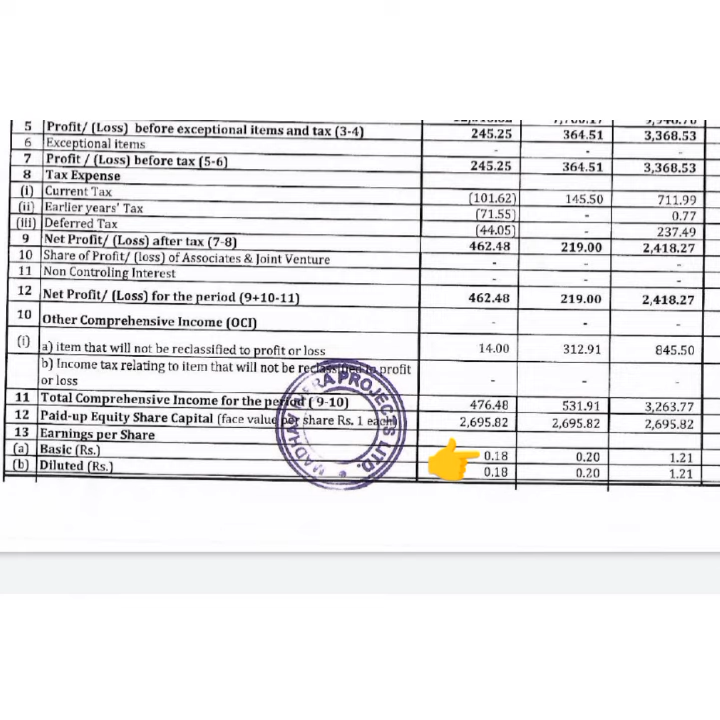 5 Profit/ (Loss) before exceptional items and tax (3-4) 245.25 364.51 3,368.53
6 Exceptional items - - -
7 Profit / (Loss) before tax (5-6) 245.25 364.51 3,368.53
8 Tax Expense
(i) Current Tax (101.62) 145.50 711.99
(ii) Earlier years' Tax (71.55) - 0.77
(iii) Deferred Tax (44.05) - 237.49
9 Net Profit/ (Loss) after tax (7-8) 462.48 219.00 2,418.27
10 Share of Profit/ (loss) of Associates & Joint Venture - - -
11 Non Controling Interest - - -
12 Net Profit/ (Loss) for the period (9+10-11) 462.48 219.00 2,418.27
10 Other Comprehensive Income (OCI) - - -
(i) a) item that will not be reclassified to profit or loss 14.00 312.91 845.50
b) Income tax relating to item that will not be reclassified to profit
or loss - - -
11 Total Comprehensive Income for the period ( 9-10) 476.48 531.91 3,263.77
12 Paid-up Equity Share Capital (face value per share Rs. 1 each) 2,695.82 2,695.82 2,695.82
13 Earnings per Share
(a) Basic (Rs.) 0.18 0.20 1.21
(b) Diluted (Rs.) 0.18 0.20 1.21
PROJECTS LTD.